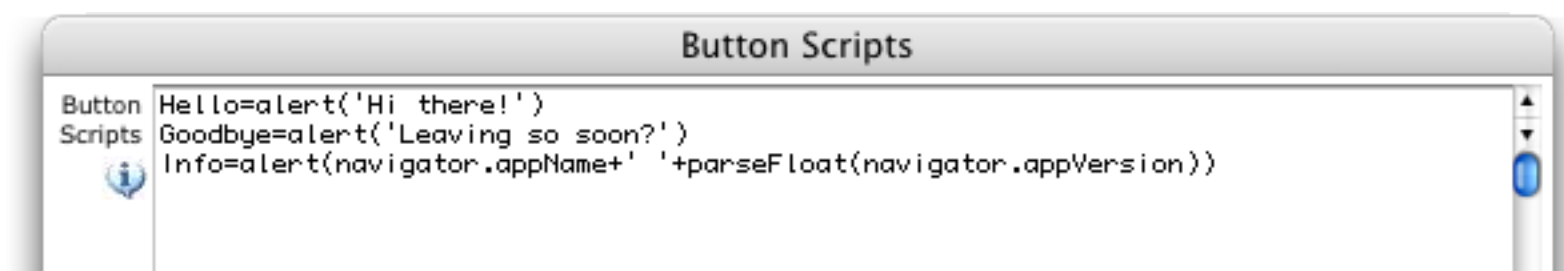 Button Scripts
Button
Scripts
Hello=alert('Hi there!')
Goodbye=alert('Leaving so soon?')
Info=alert(navigator.appName+' '+parseFloat(navigator.appVersion))